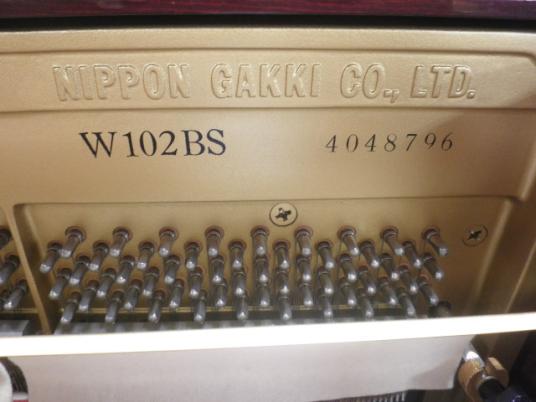 NIPPON GAKKI CO., LTD.
W102BS 4048796